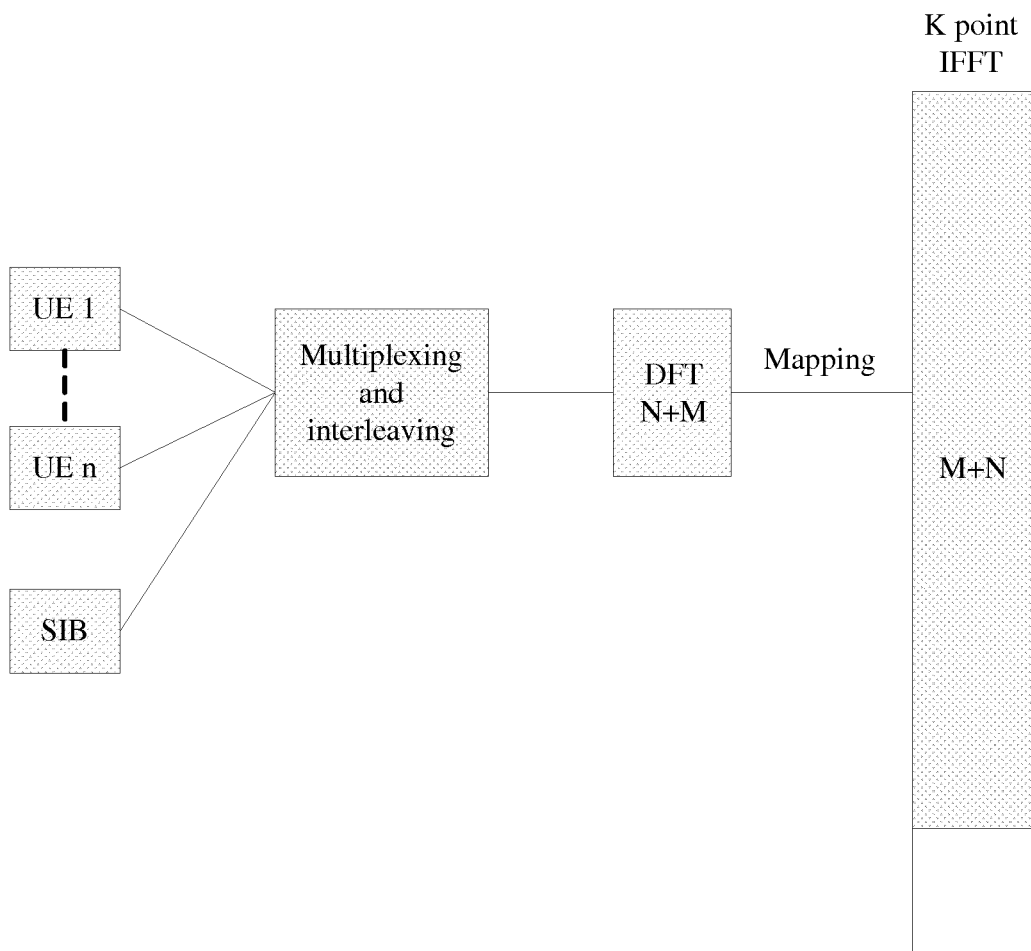 K point
IFFT
UE 1
Multiplexing
and
interleaving
DFT
N+M
Mapping
UE n
M+N
SIB